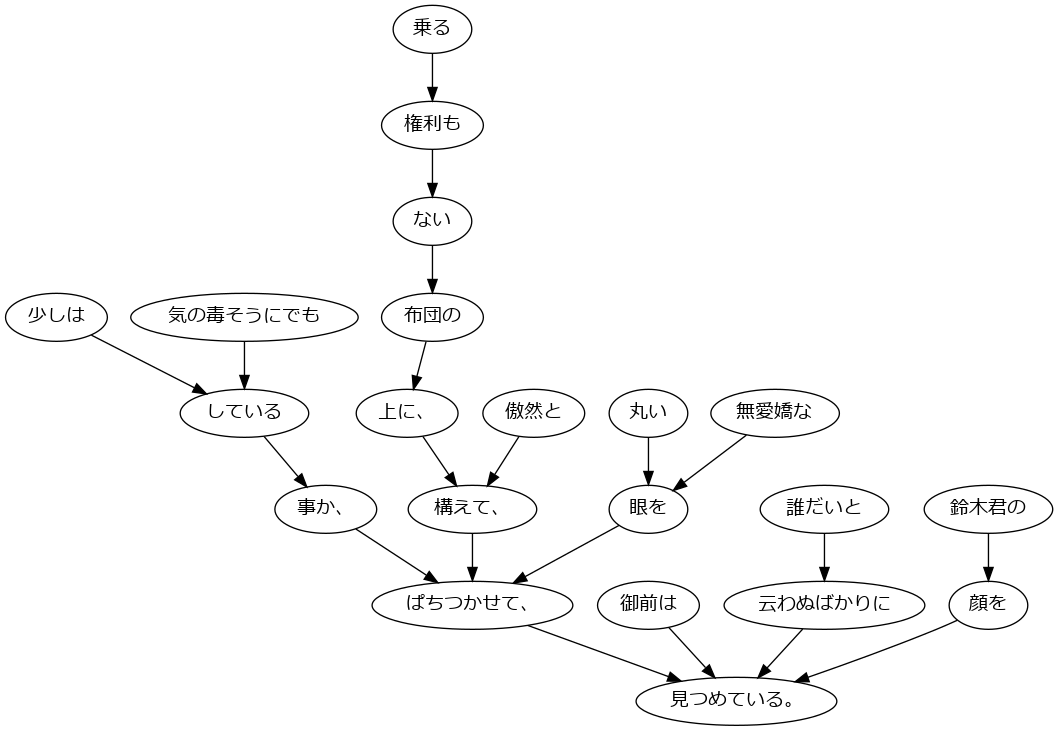 乗る
権利も
ない
少しは
気の毒そうにでも
布団の
している
上に、
傲然と
丸い
無愛嬌な
事か、
構えて、
眼を
誰だいと
鈴木君の
ぱちつかせて、
御前は
云わぬばかりに
顔を
見つめている。